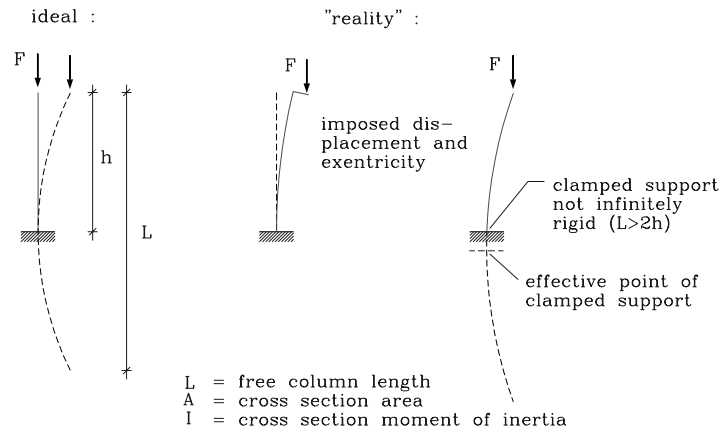 ideal :
"reality" :
F
F
F
h
L
imposed dis-
placement and
exentricity
clamped support
not infinitely
rigid (L>2h)
effective point of
clamped support
L = free column length
A = cross section area
I = cross section moment of inertia